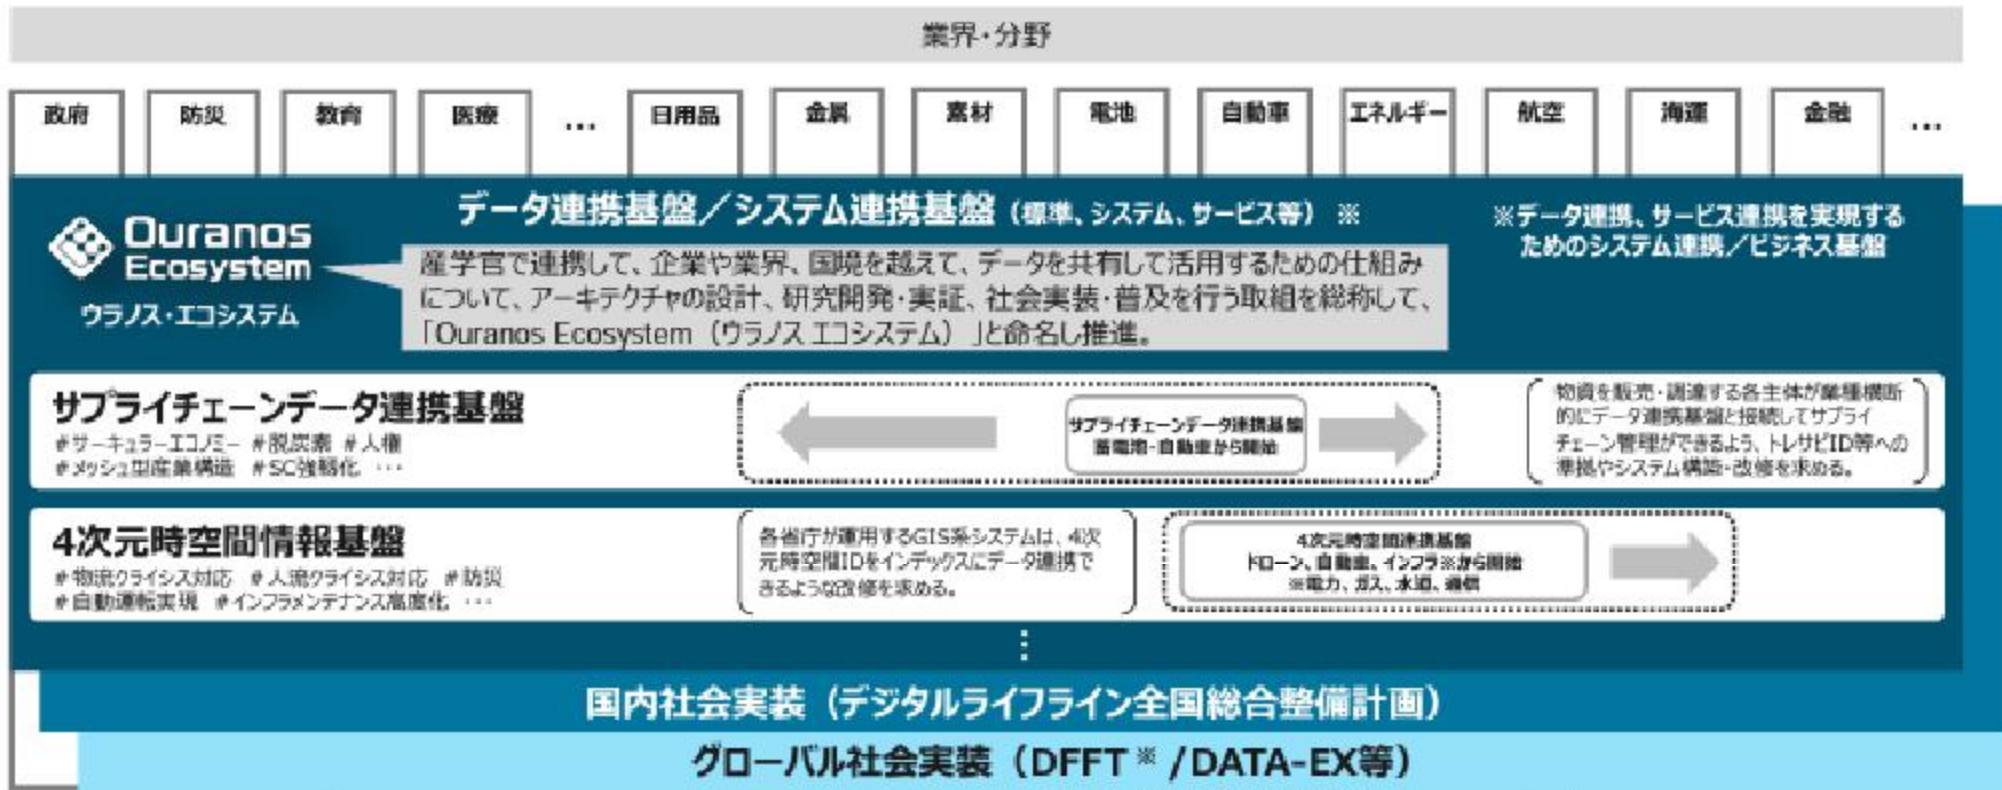 業界・分野
政府 防災 教育 医療 … 日用品 金属 素材 電池 自動車 エネルギー 航空 海運 金融 …
データ連携基盤／システム連携基盤（標準、システム、サービス等）※
※データ連携、サービス連携を実現する
ためのシステム連携／ビジネス基盤
Ouranos
Ecosystem
ウラノス・エコシステム
産学官で連携して、企業や業界、国境を越えて、データを共有して活用するための仕組み
について、アーキテクチャの設計、研究開発・実証、社会実装・普及を行う取組を総称して、
「Ouranos Ecosystem（ウラノス エコシステム）」と命名し推進。
サプライチェーンデータ連携基盤
#サーキュラーエコノミー #脱炭素 #人権
#メッシュ型産業構造 #SC強靱化 …
サプライチェーンデータ連携基盤
蓄電池・自動車から開始
物資を販売・調達する各主体が業種横断
的にデータ連携基盤と接続してサプライ
チェーン管理ができるよう、トレサビID等への
準拠やシステム構築・改修を求める。
4次元時空間情報基盤
#物流クライシス対応 #人流クライシス対応 #防災
#自動運転実現 #インフラメンテナンス高度化 …
各省庁が運用するGIS系システムは、4次
元時空間IDをインデックスにデータ連携で
きるような改修を求める。
4次元時空間連携基盤
ドローン、自動車、インフラ※から開始
※電力、ガス、水道、通信
⋮
国内社会実装（デジタルライフライン全国総合整備計画）
グローバル社会実装（DFFT※/DATA-EX等）